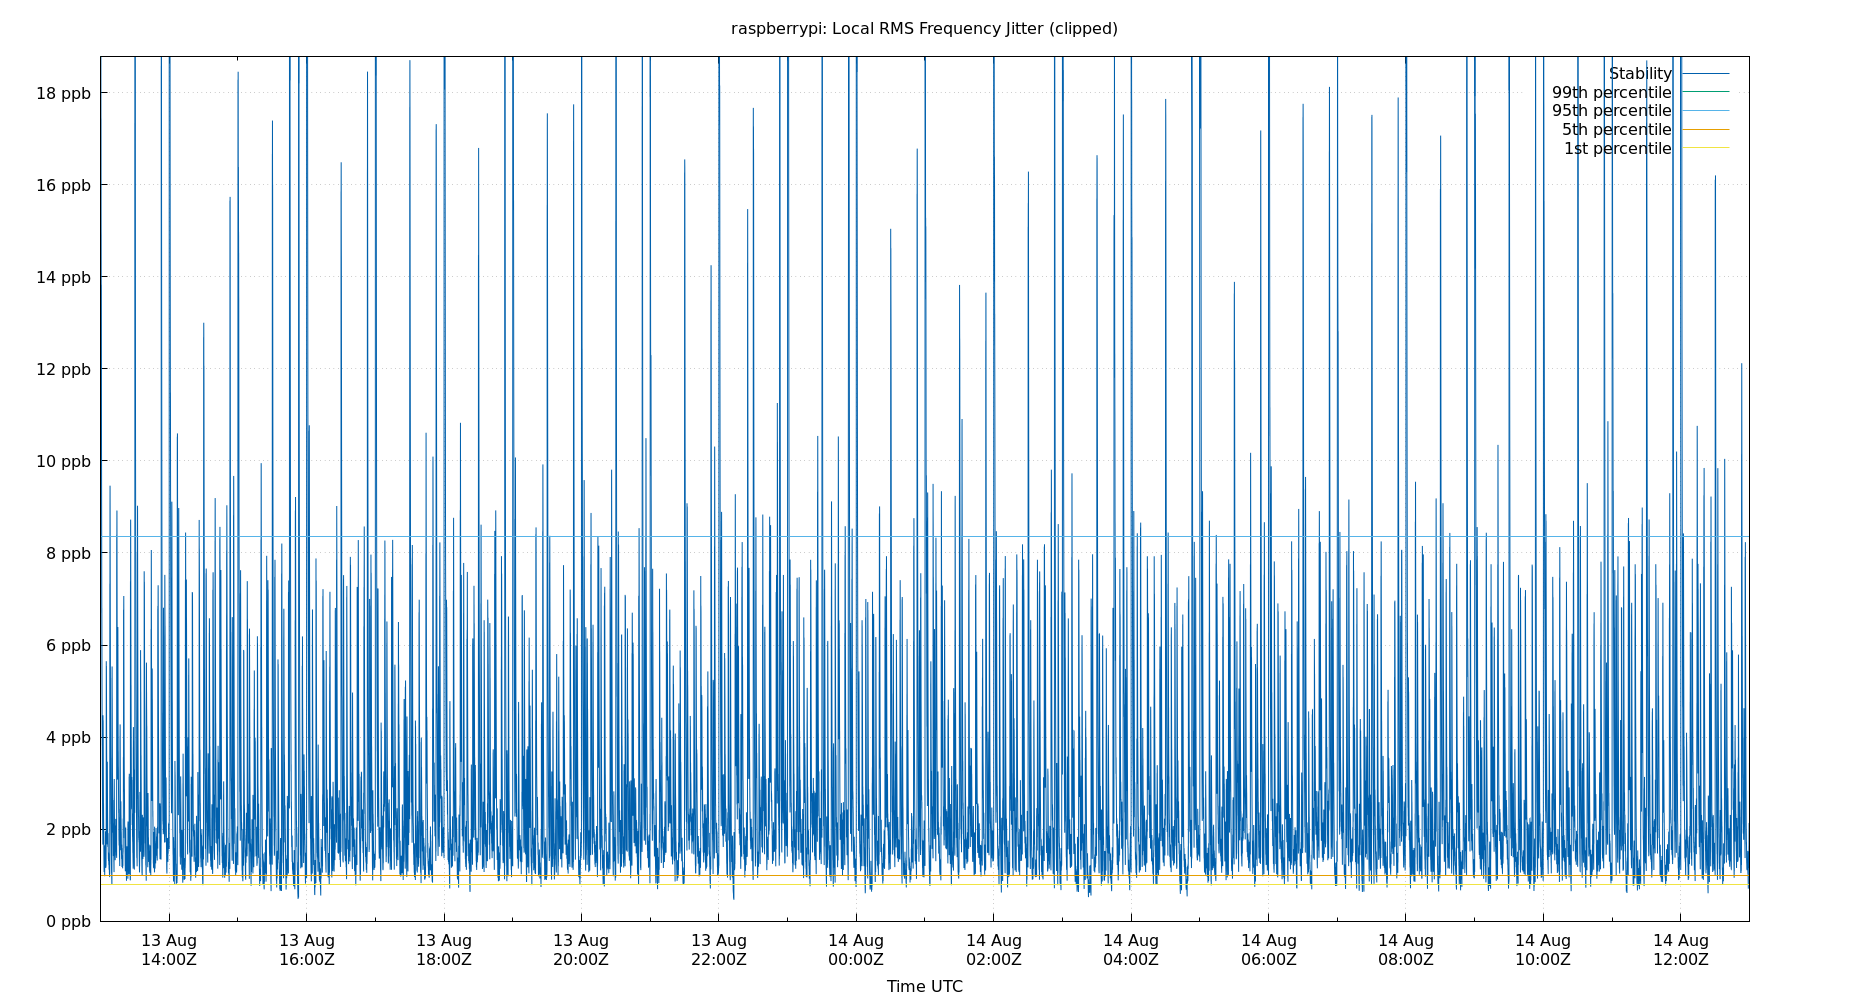 raspberrypi: Local RMS Frequency Jitter (clipped)
Stability
99th percentile
95th percentile
5th percentile
1st percentile
18 ppb
16 ppb
14 ppb
12 ppb
10 ppb
8 ppb
6 ppb
4 ppb
2 ppb
0 ppb
13 Aug 13 Aug 13 Aug 13 Aug 13 Aug 14 Aug 14 Aug 14 Aug 14 Aug 14 Aug 14 Aug 14 Aug
14:00Z 16:00Z 18:00Z 20:00Z 22:00Z 00:00Z 02:00Z 04:00Z 06:00Z 08:00Z 10:00Z 12:00Z
Time UTC